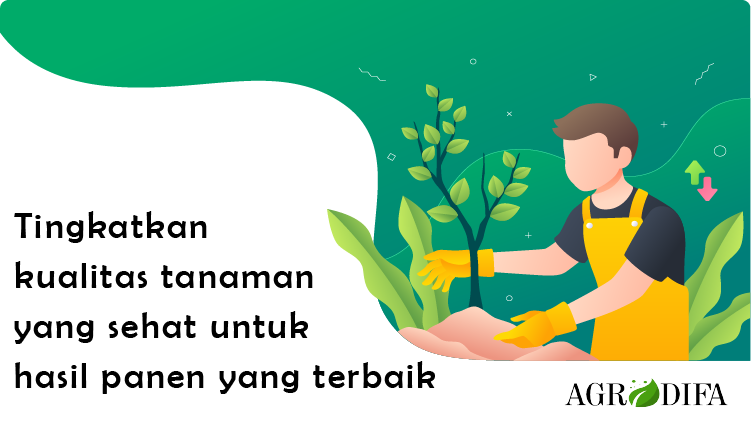 Tingkatkan
kualitas tanaman
yang sehat untuk
hasil panen yang terbaik
AGRODIFA